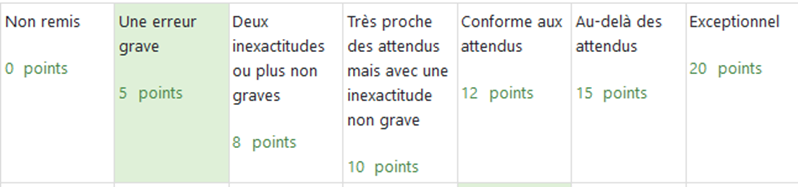 Non remis
0 points
Une erreur
grave
5 points
Deux
inexactitudes
ou plus non
graves
8 points
Très proche
des attendus
mais avec une
inexactitude
non grave
10 points
Conforme aux
attendus
12 points
Au-delà des
attendus
15 points
Exceptionnel
20 points